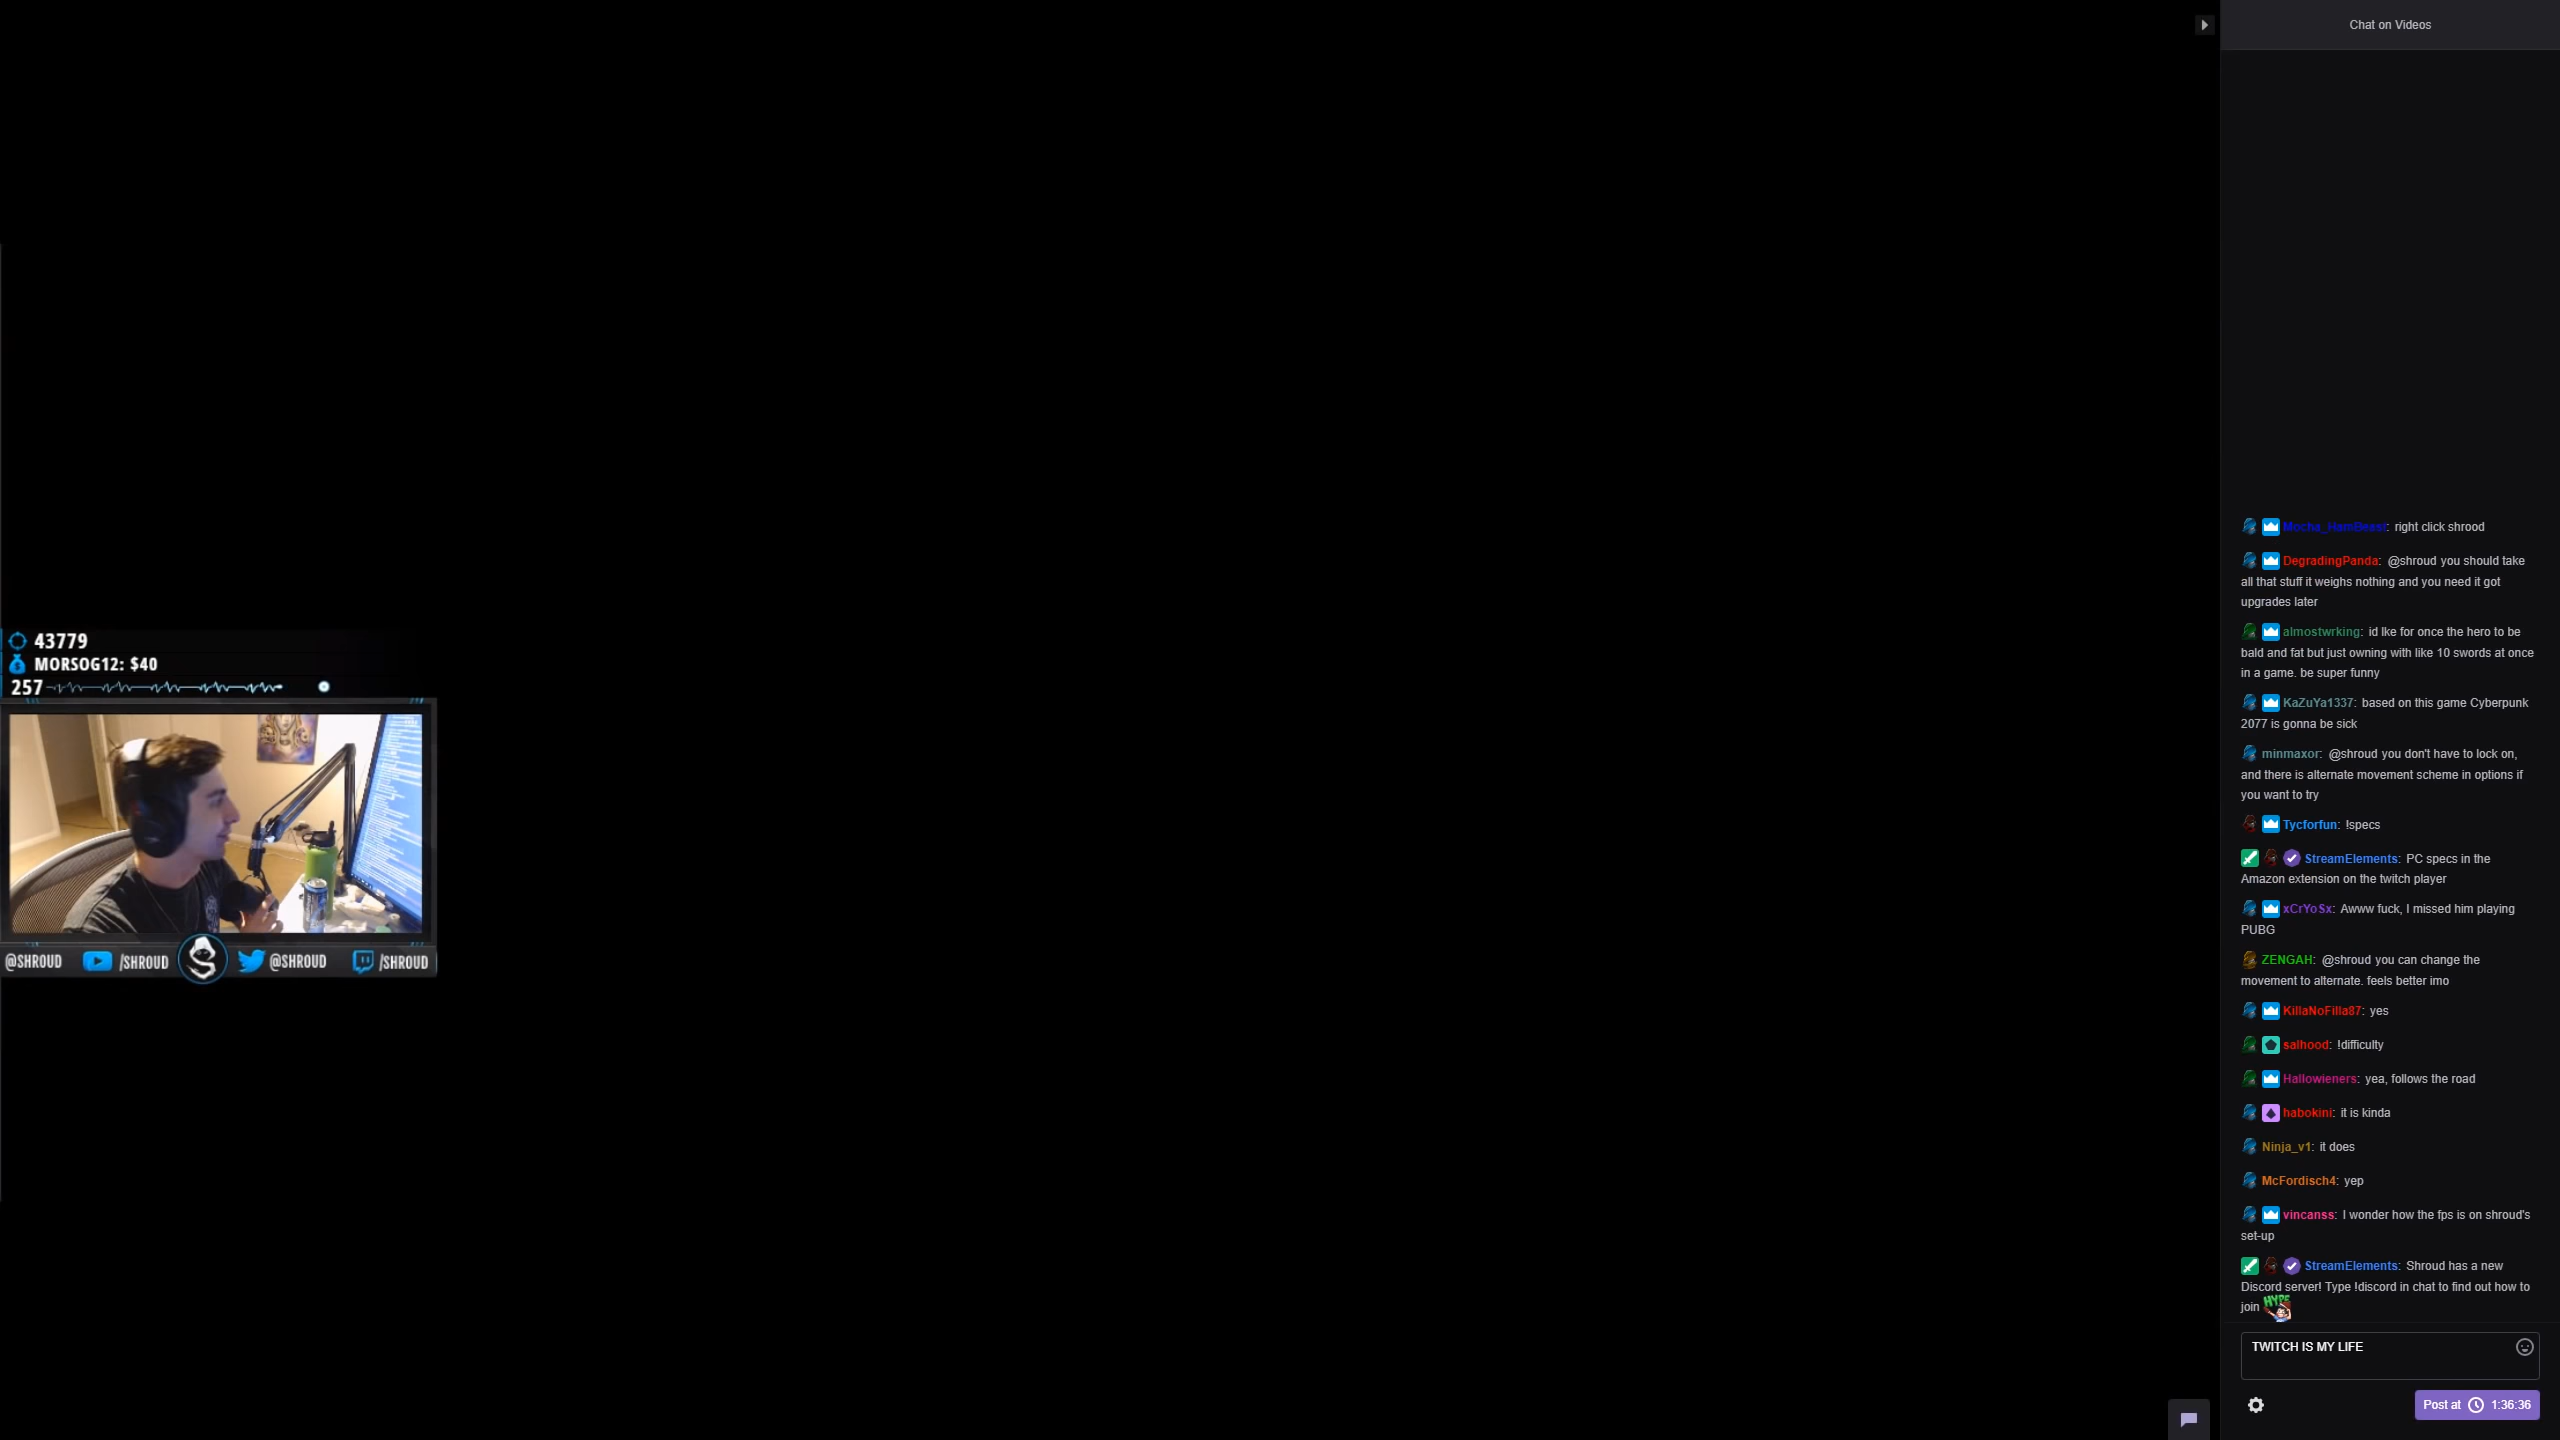 Chat on Videos
43779
MORSOG12: $40
257
@SHROUD /SHROUD @SHROUD /SHROUD
Mocha_HamBeast: right click shrood
DegradingPanda: @shroud you should take
all that stuff it weighs nothing and you need it got
upgrades later
almostwrking: id lke for once the hero to be
bald and fat but just owning with like 10 swords at once
in a game. be super funny
KaZuYa1337: based on this game Cyberpunk
2077 is gonna be sick
minmaxor: @shroud you don't have to lock on,
and there is alternate movement scheme in options if
you want to try
Tycforfun: !specs
StreamElements: PC specs in the
Amazon extension on the twitch player
xCrYoSx: Awww fuck, I missed him playing
PUBG
ZENGAH: @shroud you can change the
movement to alternate. feels better imo
KillaNoFilla87: yes
salhood: !difficulty
Hallowieners: yea, follows the road
habokini: it is kinda
Ninja_v1: it does
McFordisch4: yep
vincanss: I wonder how the fps is on shroud's
set-up
StreamElements: Shroud has a new
Discord server! Type !discord in chat to find out how to
join HYPE
TWITCH IS MY LIFE
Post at 1:36:36